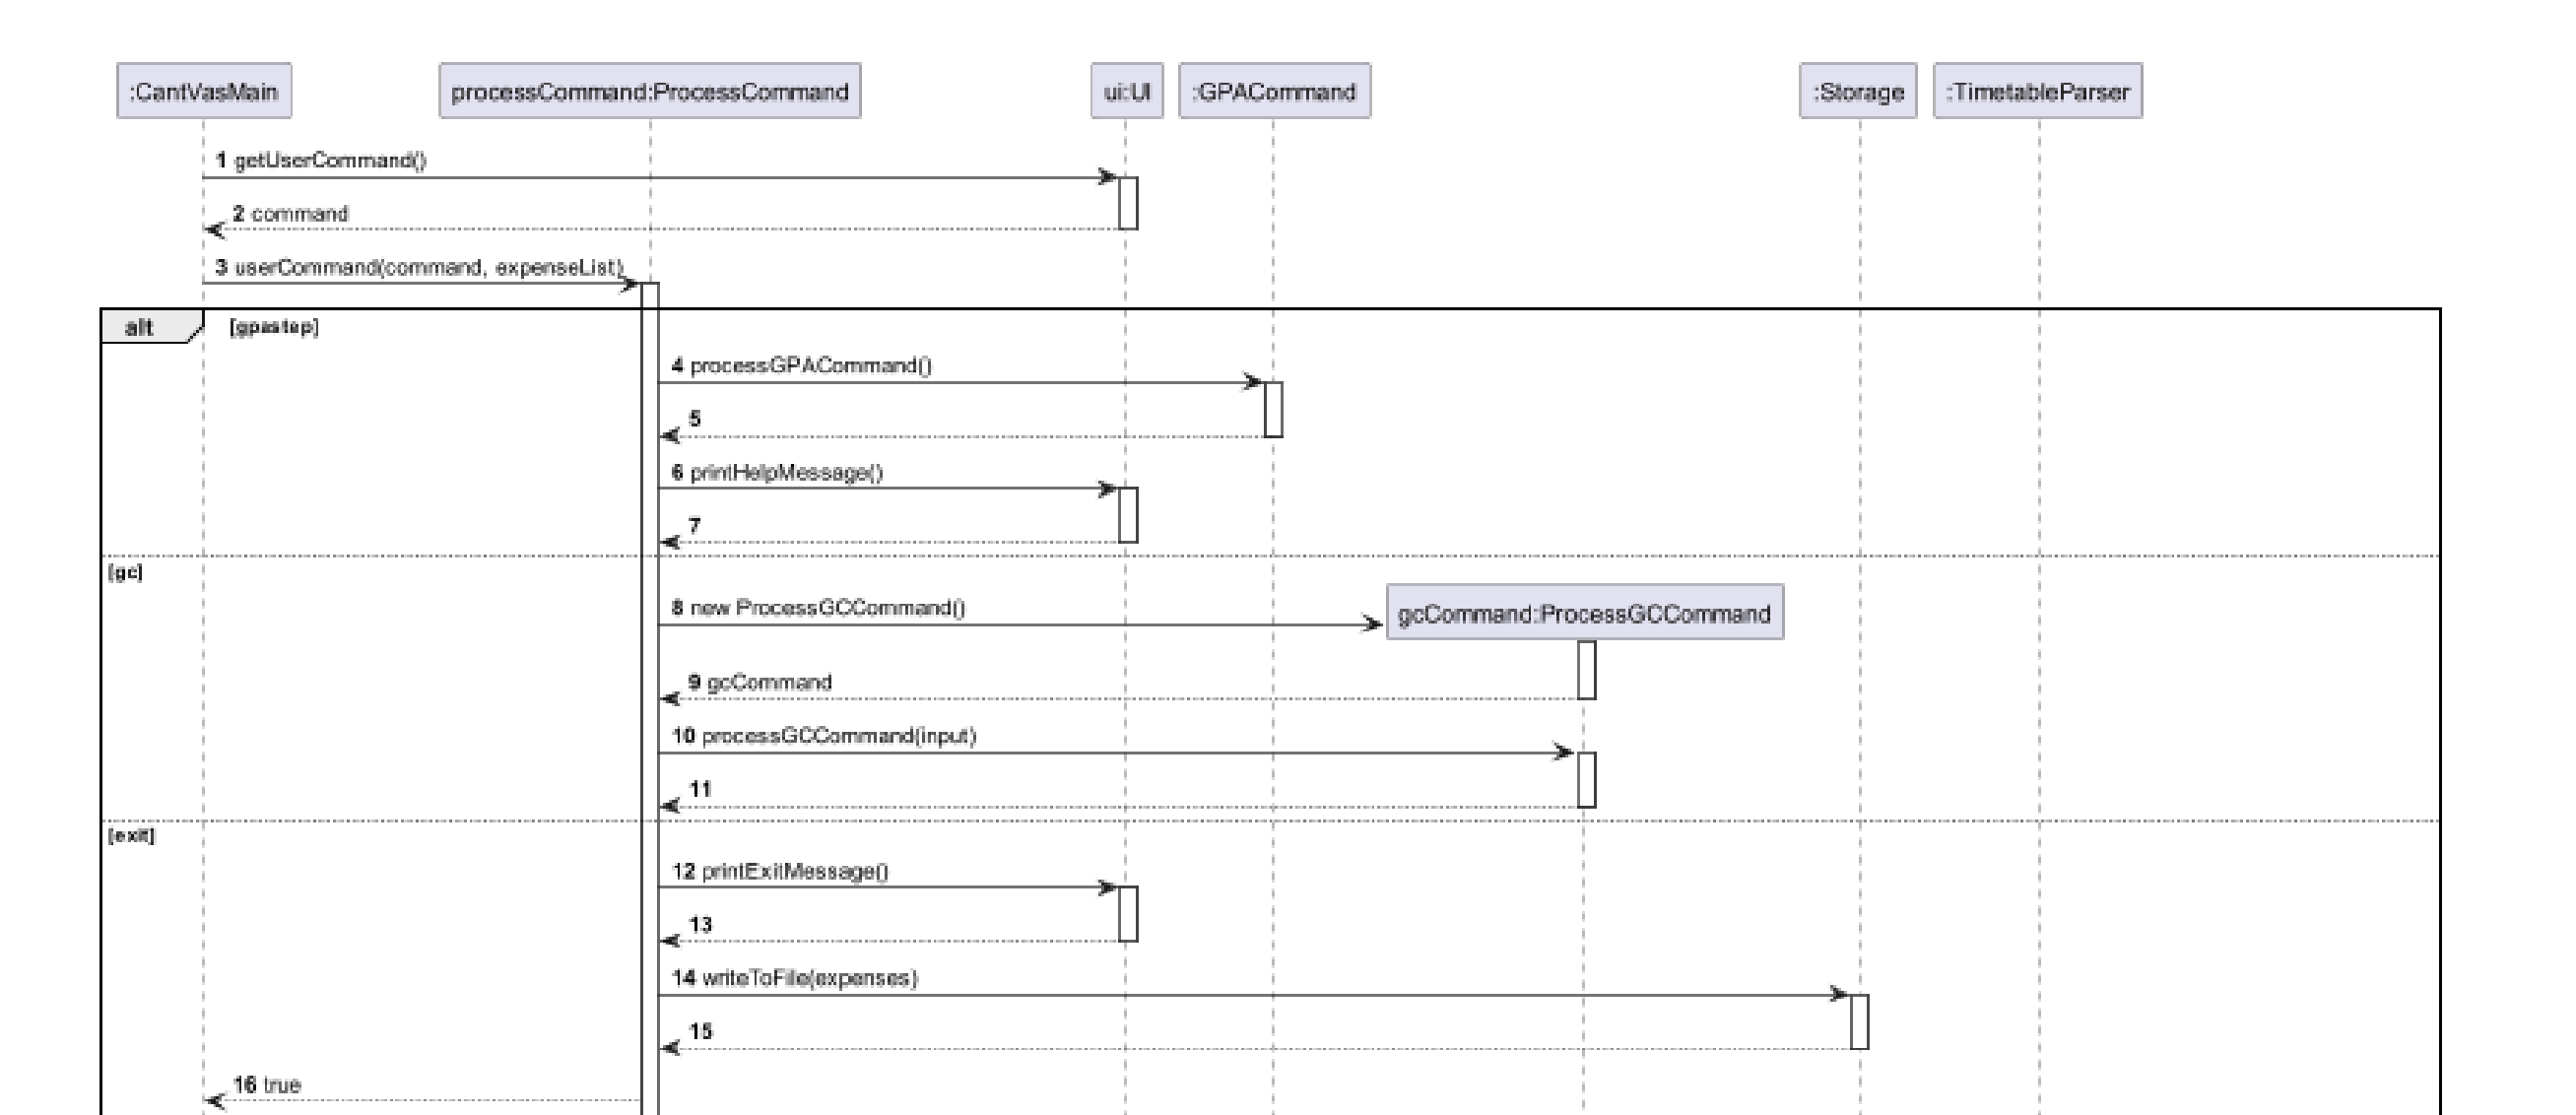 :CantVasMain
processCommand:ProcessCommand
ui:UI
:GPACommand
:Storage
:TimetableParser
1 getUserCommand()
2 command
3 userCommand(command, expenseList)
alt
[gpastep]
4 processGPACommand()
5
6 printHelpMessage()
7
[gc]
8 new ProcessGCCommand()
gcCommand:ProcessGCCommand
9 gcCommand
10 processGCCommand(input)
11
[exit]
12 printExitMessage()
13
14 writeToFile(expenses)
15
16 true